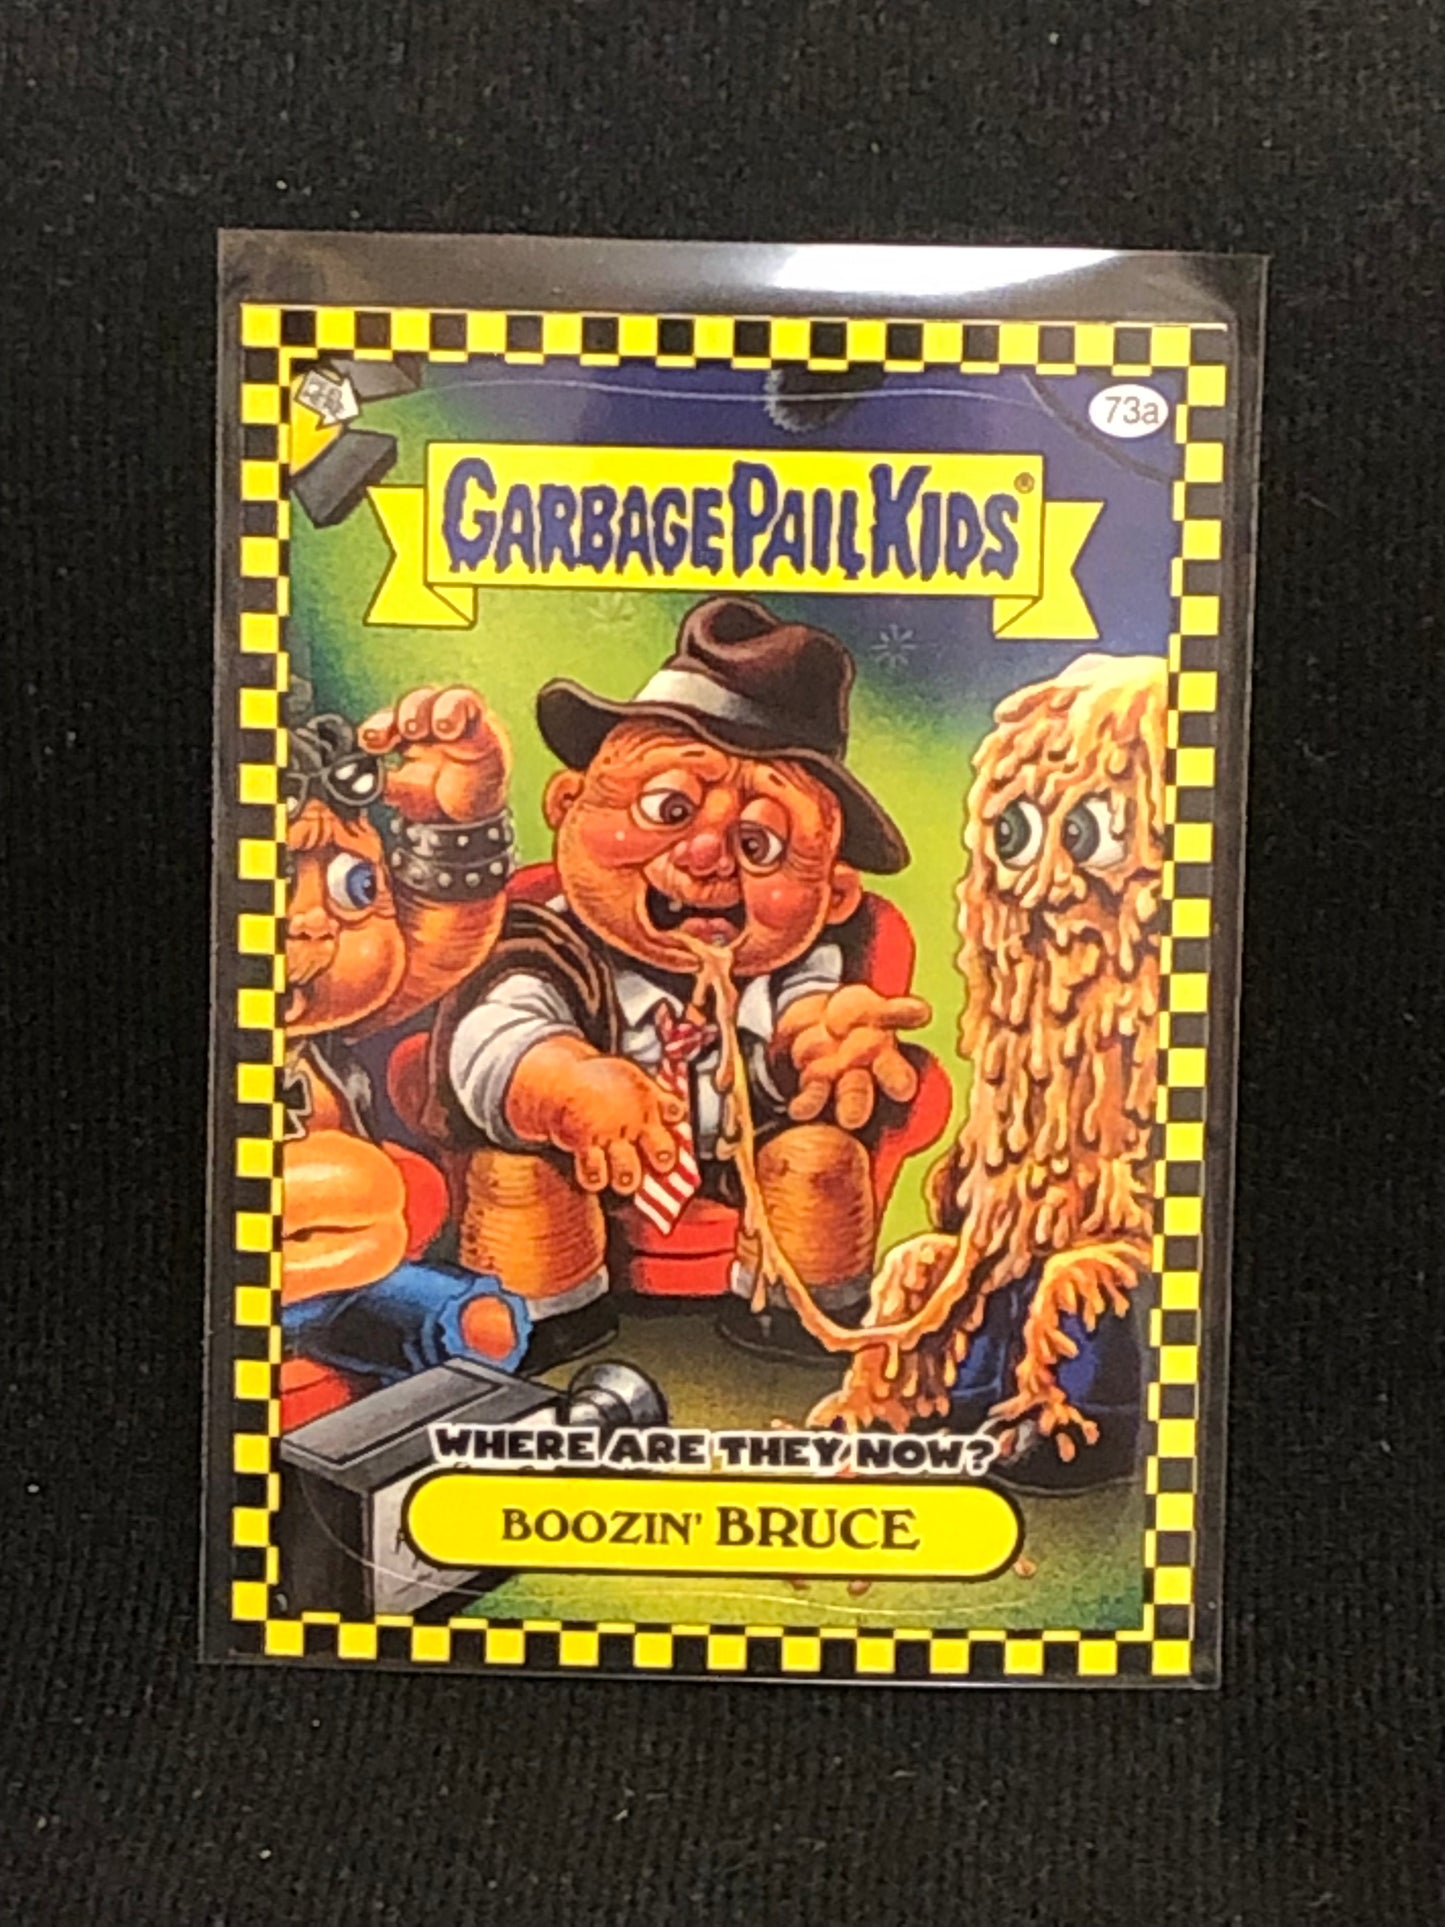 73a
GARBAGE PAIL KIDS®
WHERE ARE THEY NOW?
BOOZIN' BRUCE